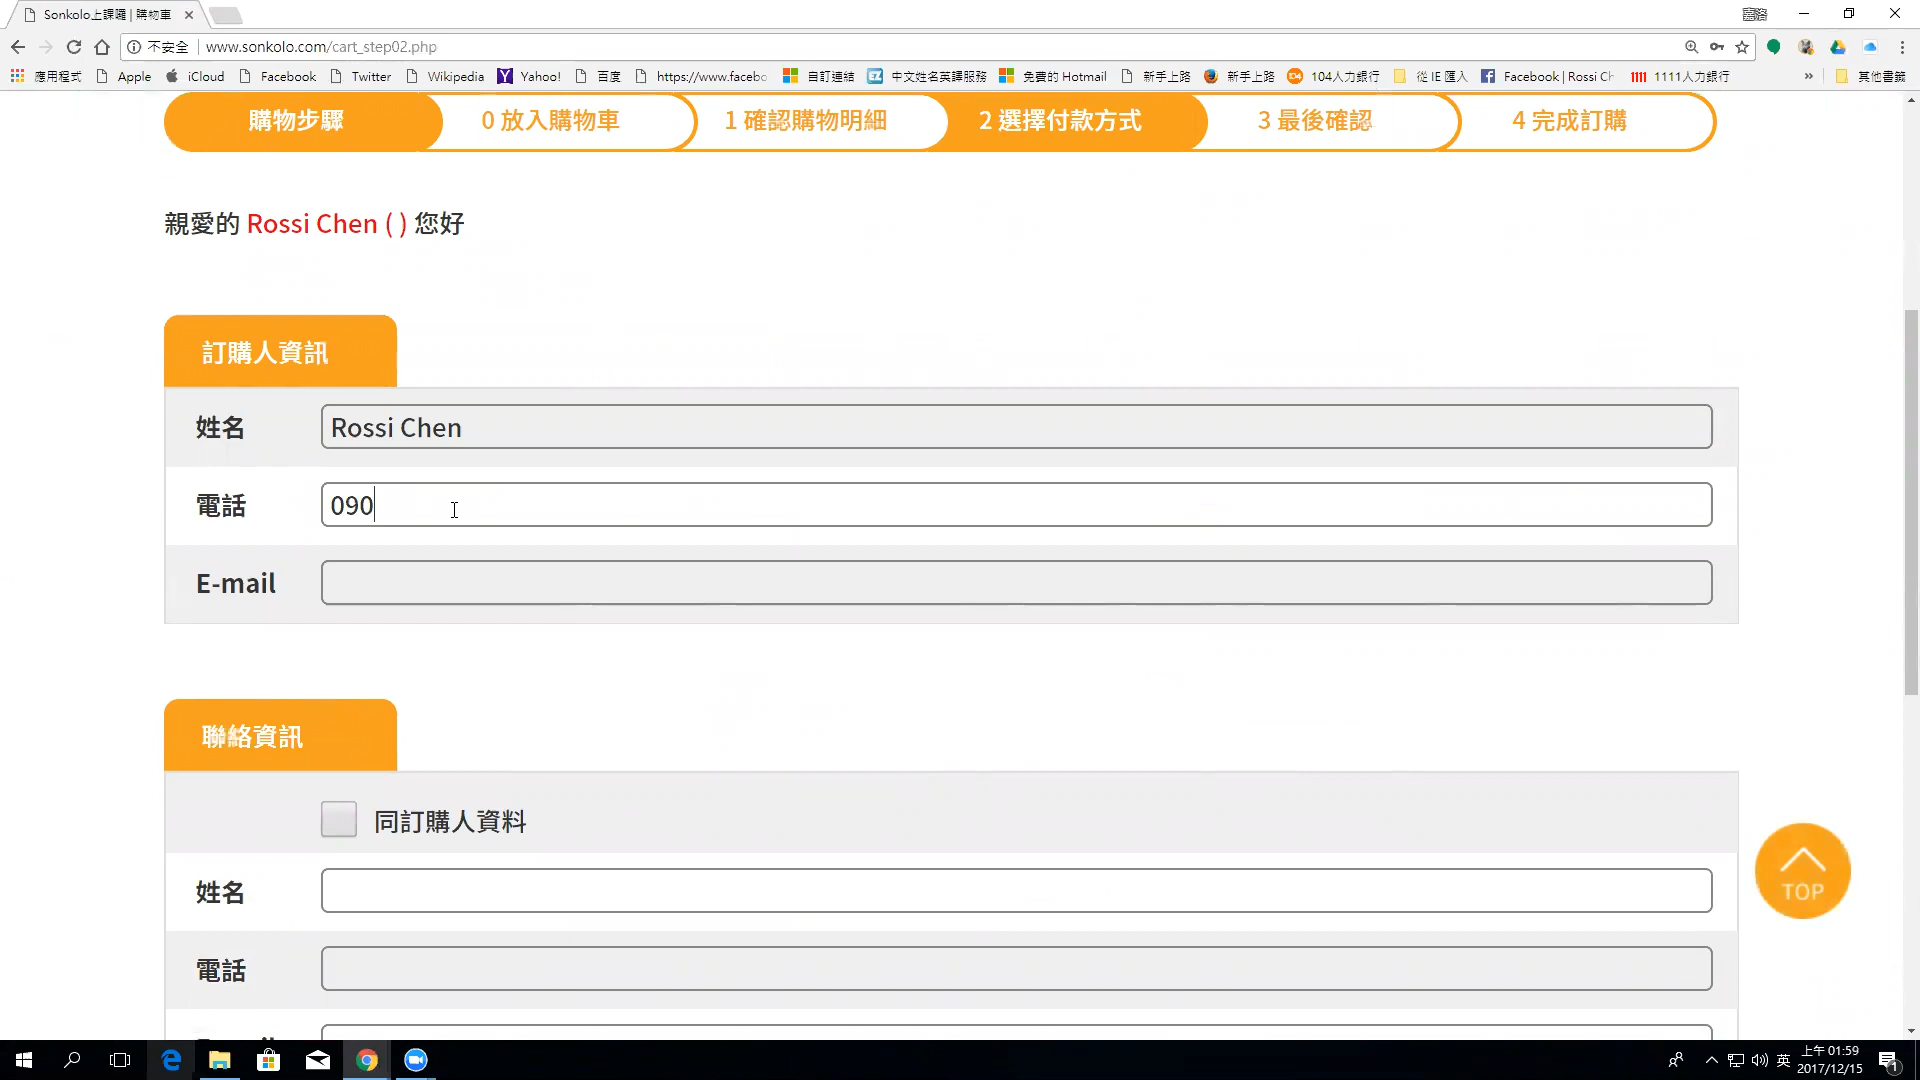 Sonkolo上課囉 | 購物車
嘉洛
不安全 www.sonkolo.com/cart_step02.php
應用程式 Apple iCloud Facebook Twitter Wikipedia Yahoo! 百度 https://www.facebo 自訂連結 中文姓名英譯服務 免費的 Hotmail 新手上路 新手上路 104人力銀行 從 IE 匯入 Facebook | Rossi Ch 1111人力銀行 » 其他書籤
購物步驟 0 放入購物車 1 確認購物明細 2 選擇付款方式 3 最後確認 4 完成訂購
親愛的 Rossi Chen ( ) 您好
訂購人資訊
姓名 Rossi Chen
電話 090
E-mail
聯絡資訊
同訂購人資料
姓名
電話
TOP
英 上午 01:59
2017/12/15
1